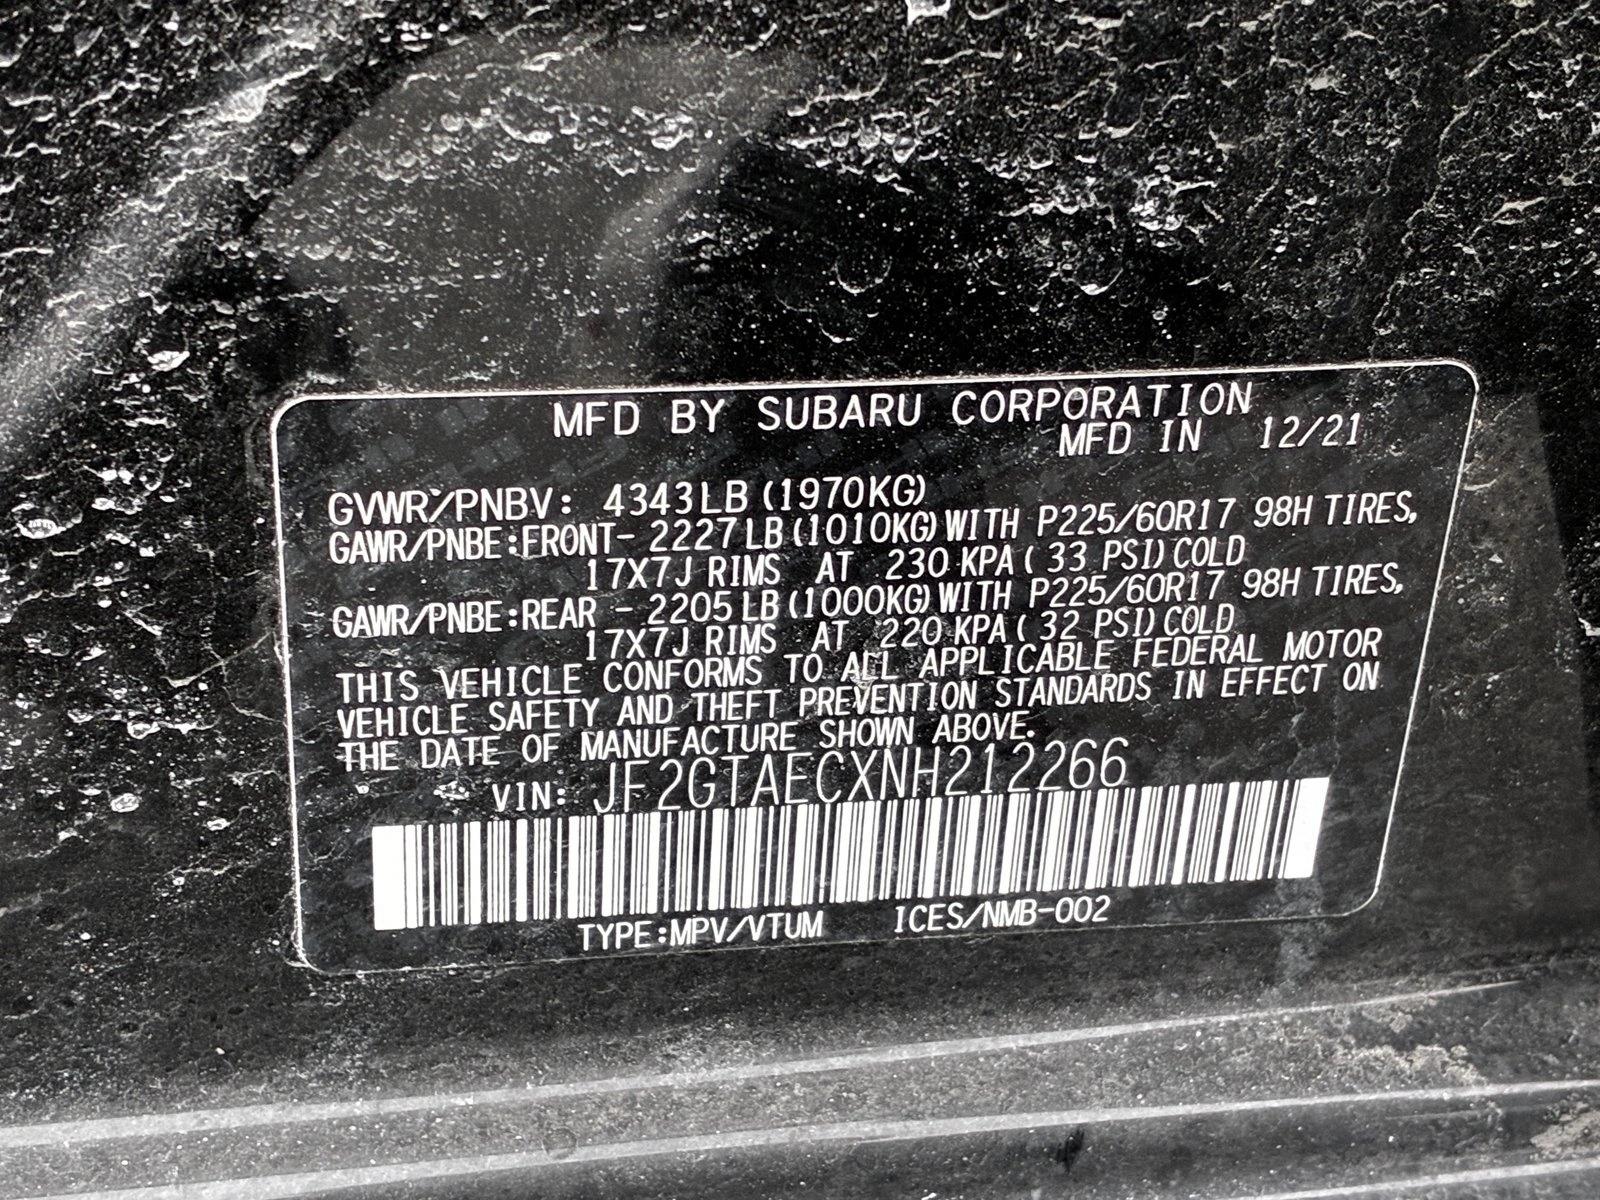 MFD BY SUBARU CORPORATION
MFD IN 12/21
GVWR/PNBV: 4343LB (1970KG)
GAWR/PNBE:FRONT- 2227LB (1010KG) WITH P225/60R17 98H TIRES,
17X7J RIMS AT 230 KPA ( 33 PSI) COLD
GAWR/PNBE:REAR - 2205LB (1000KG) WITH P225/60R17 98H TIRES,
17X7J RIMS AT 220 KPA ( 32 PSI) COLD
THIS VEHICLE CONFORMS TO ALL APPLICABLE FEDERAL MOTOR
VEHICLE SAFETY AND THEFT PREVENTION STANDARDS IN EFFECT ON
THE DATE OF MANUFACTURE SHOWN ABOVE.
VIN: JF2GTAECXNH212266
TYPE:MPV/VTUM ICES/NMB-002